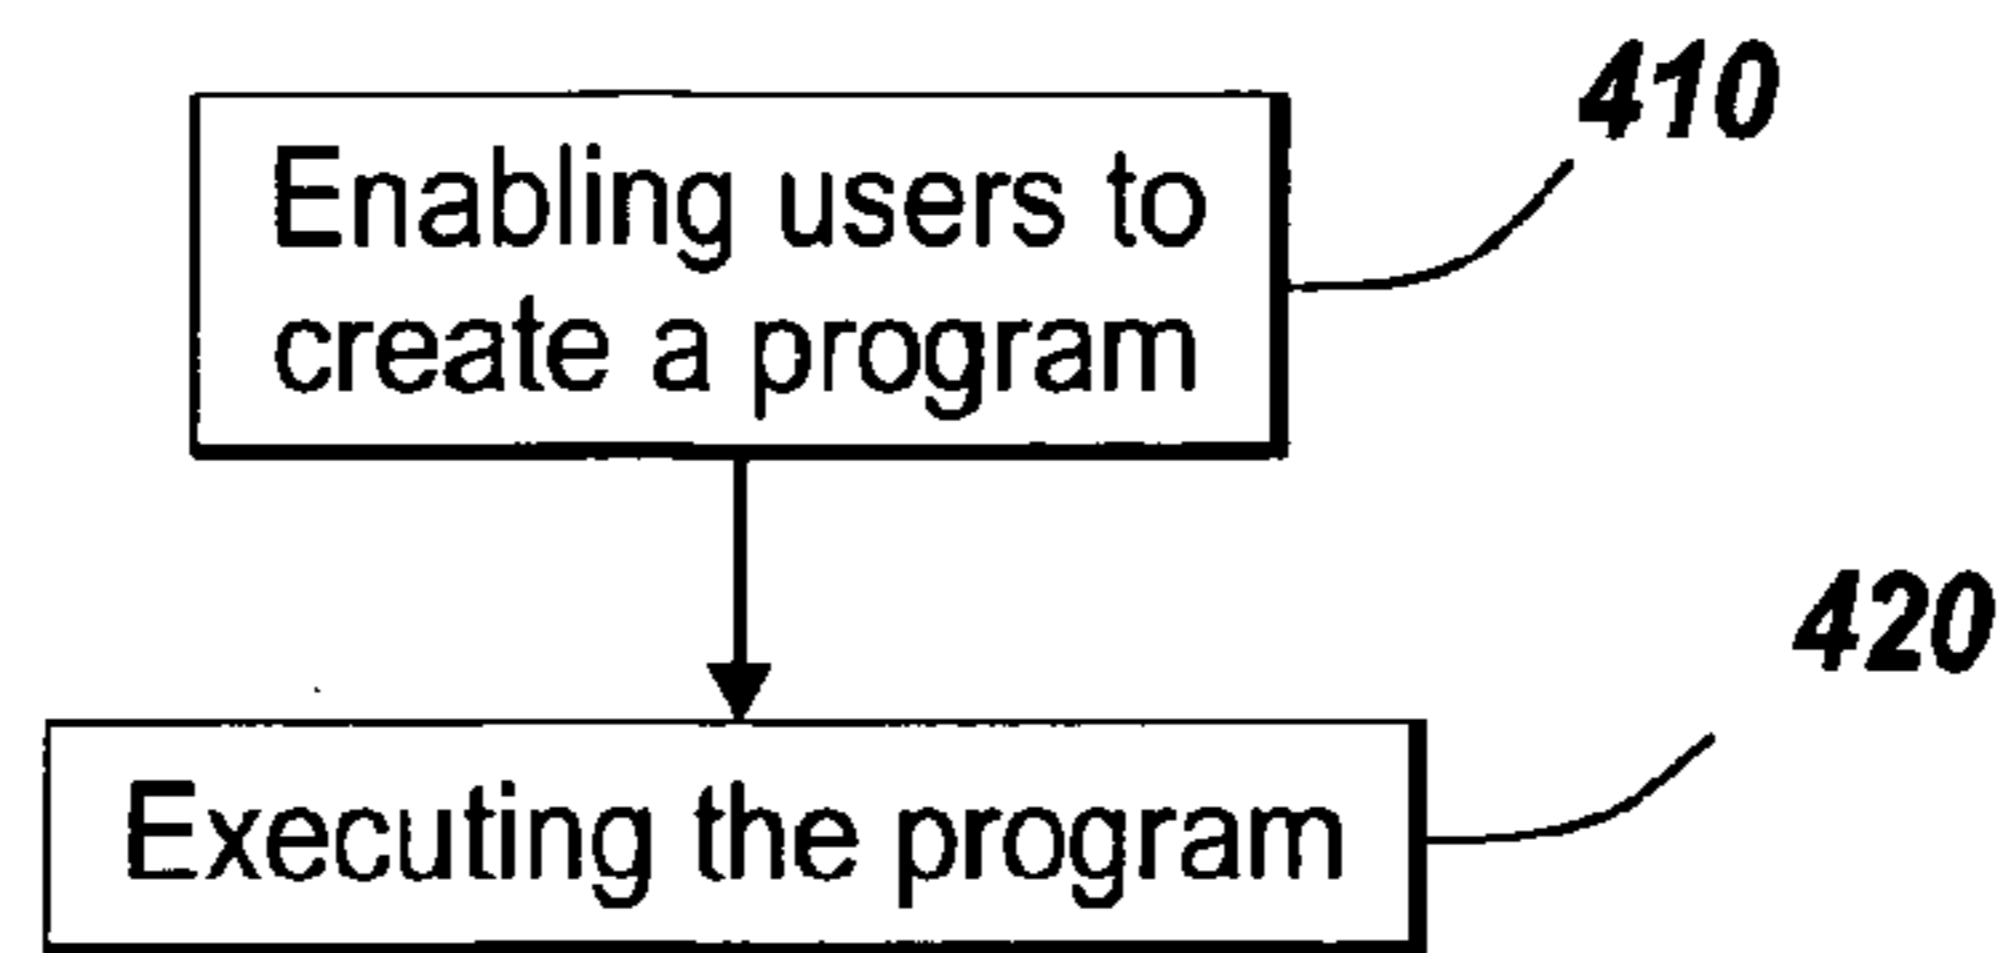 410
Enabling users to
create a program
420
Executing the program